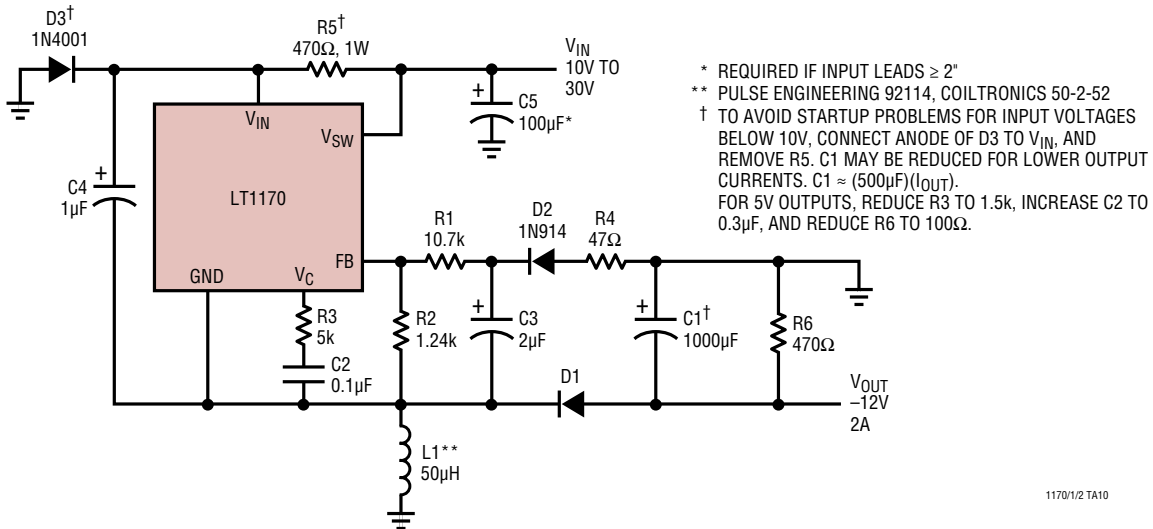 D3†
1N4001
R5†
470Ω, 1W
VIN
10V TO
30V
+
C5
100µF*
VIN
VSW
LT1170
GND
VC
FB
+
C4
1µF
R1
10.7k
D2
1N914
R4
47Ω
R3
5k
C2
0.1µF
R2
1.24k
+
C3
2µF
+
C1†
1000µF
R6
470Ω
D1
VOUT
–12V
2A
L1**
50µH
* REQUIRED IF INPUT LEADS ≥ 2"
** PULSE ENGINEERING 92114, COILTRONICS 50-2-52
† TO AVOID STARTUP PROBLEMS FOR INPUT VOLTAGES
BELOW 10V, CONNECT ANODE OF D3 TO VIN, AND
REMOVE R5. C1 MAY BE REDUCED FOR LOWER OUTPUT
CURRENTS. C1 ≈ (500µF)(IOUT).
FOR 5V OUTPUTS, REDUCE R3 TO 1.5k, INCREASE C2 TO
0.3µF, AND REDUCE R6 TO 100Ω.
1170/1/2 TA10